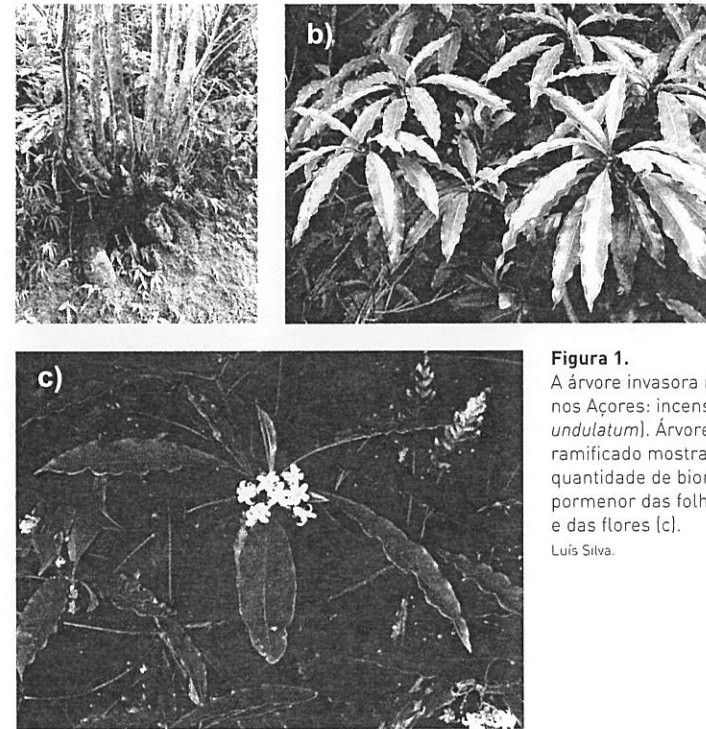 b)
c)
Figura 1.
A árvore invasora
nos Açores: incens
undulatum). Árvore
ramificado mostra
quantidade de bior
pormenor das folh
e das flores (c).
Luís Silva.